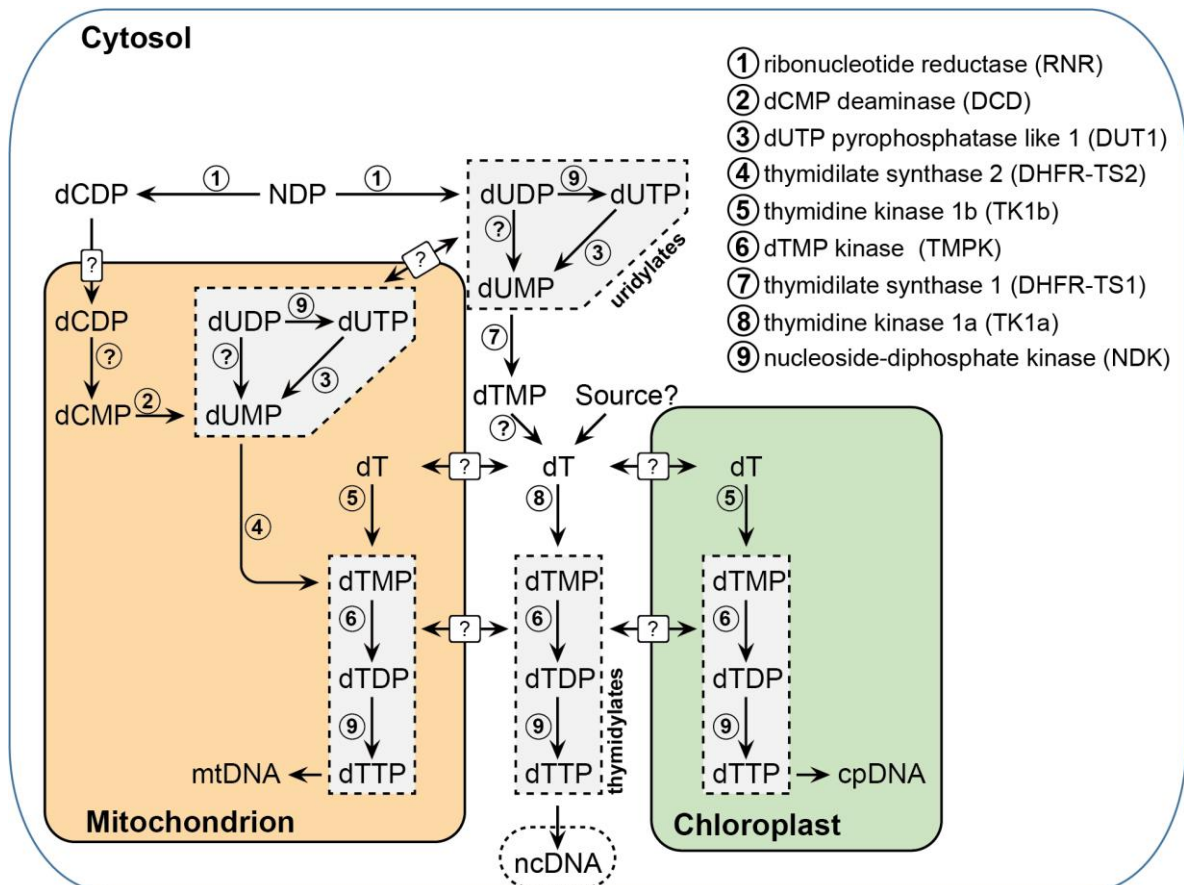 Cytosol
① ribonucleotide reductase (RNR)
② dCMP deaminase (DCD)
③ dUTP pyrophosphatase like 1 (DUT1)
④ thymidilate synthase 2 (DHFR-TS2)
⑤ thymidine kinase 1b (TK1b)
⑥ dTMP kinase (TMPK)
⑦ thymidilate synthase 1 (DHFR-TS1)
⑧ thymidine kinase 1a (TK1a)
⑨ nucleoside-diphosphate kinase (NDK)
dCDP ① NDP ① dUDP ⑨ dUTP
? ③
dUMP
uridylates
?
?
dCDP
?
dCMP ②
dUDP ⑨ dUTP
? ③
dUMP
④
⑦
dTMP Source?
?
dT ? dT ? dT
⑤ ⑧ ⑤
dTMP dTMP dTMP
⑥ ? ⑥ ? ⑥
dTDP dTDP dTDP
⑨ ⑨ ⑨
mtDNA dTTP dTTP dTTP cpDNA
thymidylates
Mitochondrion
Chloroplast
ncDNA